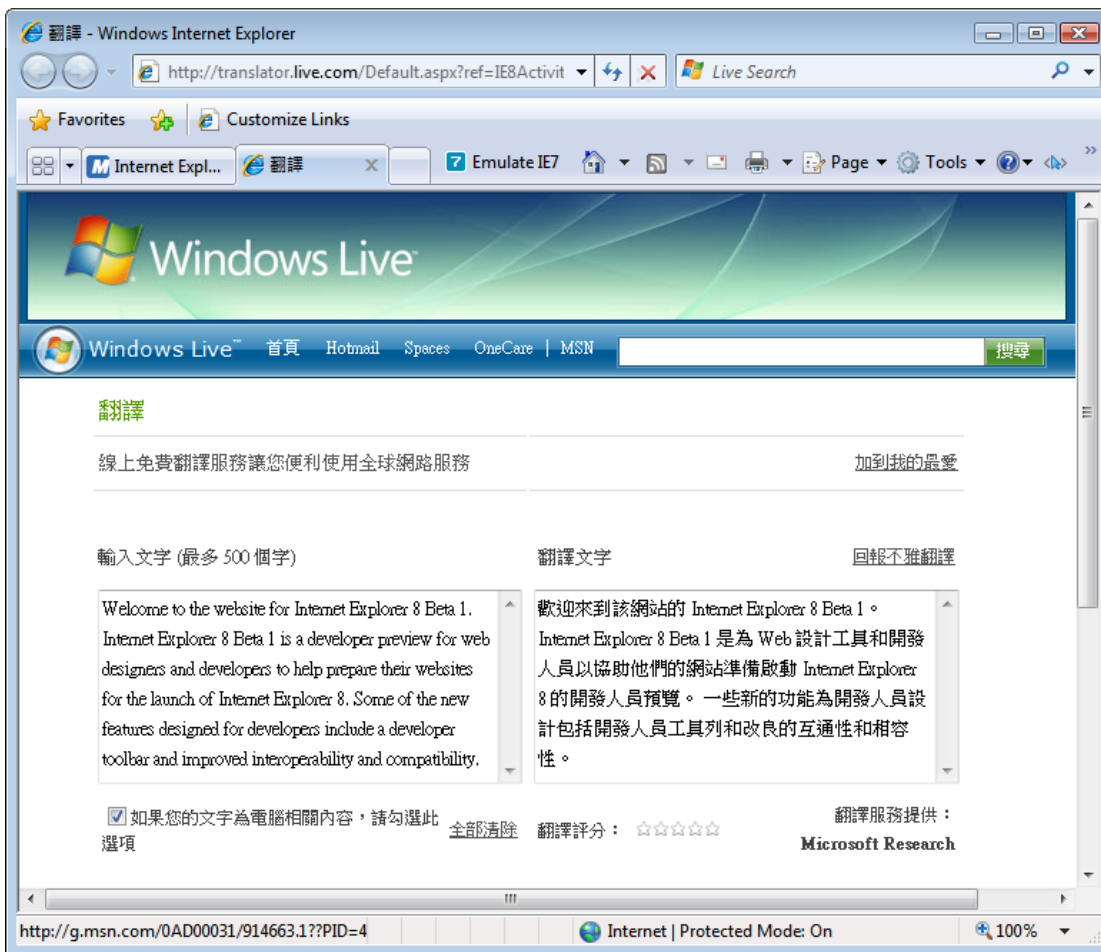 翻譯 - Windows Internet Explorer
http://translator.live.com/Default.aspx?ref=IE8Activit
Live Search
Favorites
Customize Links
Internet Expl...
翻譯
Emulate IE7
Page
Tools
Windows Live
Windows Live™ 首頁 Hotmail Spaces OneCare | MSN 搜尋
翻譯
線上免費翻譯服務讓您便利使用全球網路服務
加到我的最愛
輸入文字 (最多 500 個字)
Welcome to the website for Internet Explorer 8 Beta 1.
Internet Explorer 8 Beta 1 is a developer preview for web
designers and developers to help prepare their websites
for the launch of Internet Explorer 8. Some of the new
features designed for developers include a developer
toolbar and improved interoperability and compatibility.
翻譯文字
回報不雅翻譯
歡迎來到該網站的 Internet Explorer 8 Beta 1。
Internet Explorer 8 Beta 1 是為 Web 設計工具和開發
人員以協助他們的網站準備啟動 Internet Explorer
8 的開發人員預覽。 一些新的功能為開發人員設
計包括開發人員工具列和改良的互通性和相容
性。
如果您的文字為電腦相關內容，請勾選此
選項
全部清除
翻譯評分：
翻譯服務提供：
Microsoft Research
http://g.msn.com/0AD00031/914663.1??PID=4
Internet | Protected Mode: On
100%